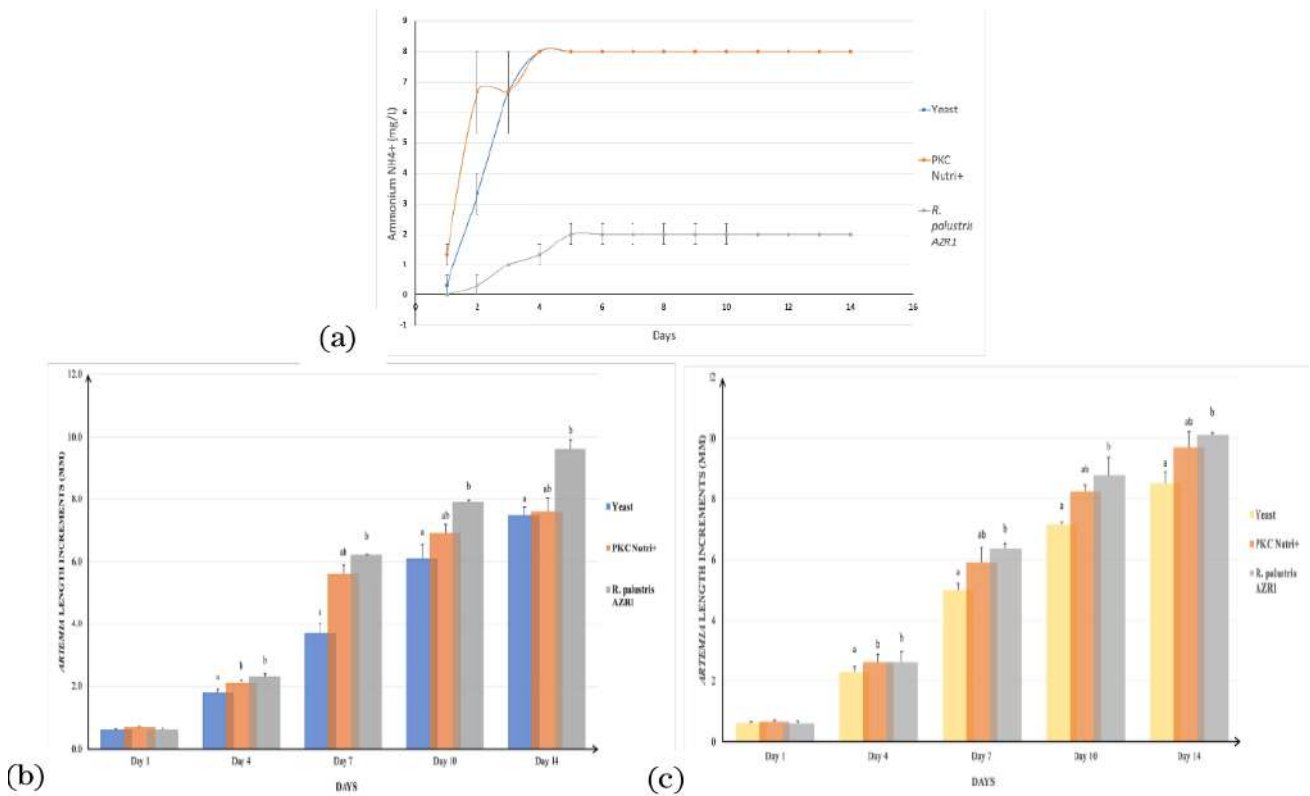 9
8
7
6
5
4
3
2
1
0
-1
Ammonium NH4+ (mg/L)
0 2 4 6 8 10 12 14 16
Days
Yeast
PKC
Nutri+
R.
palustris
AZR1
(a)
12.0
10.0
8.0
6.0
4.0
2.0
0.0
ARTEMIA LENGTH INCREMENTS (MM)
a b b
ab b
a ab b
a ab b
Day 1 Day 4 Day 7 Day 10 Day 14
DAYS
Yeast
PKC Nutri+
R. palustris
AZR1
(b)
12
10
8
6
4
2
0
ARTEMIA LENGTH INCREMENTS (MM)
a b b
a ab b
a ab b
a ab b
Day 1 Day 4 Day 7 Day 10 Day 14
DAYS
Yeast
PKC Nutri+
R. palustris
AZR1
(c)